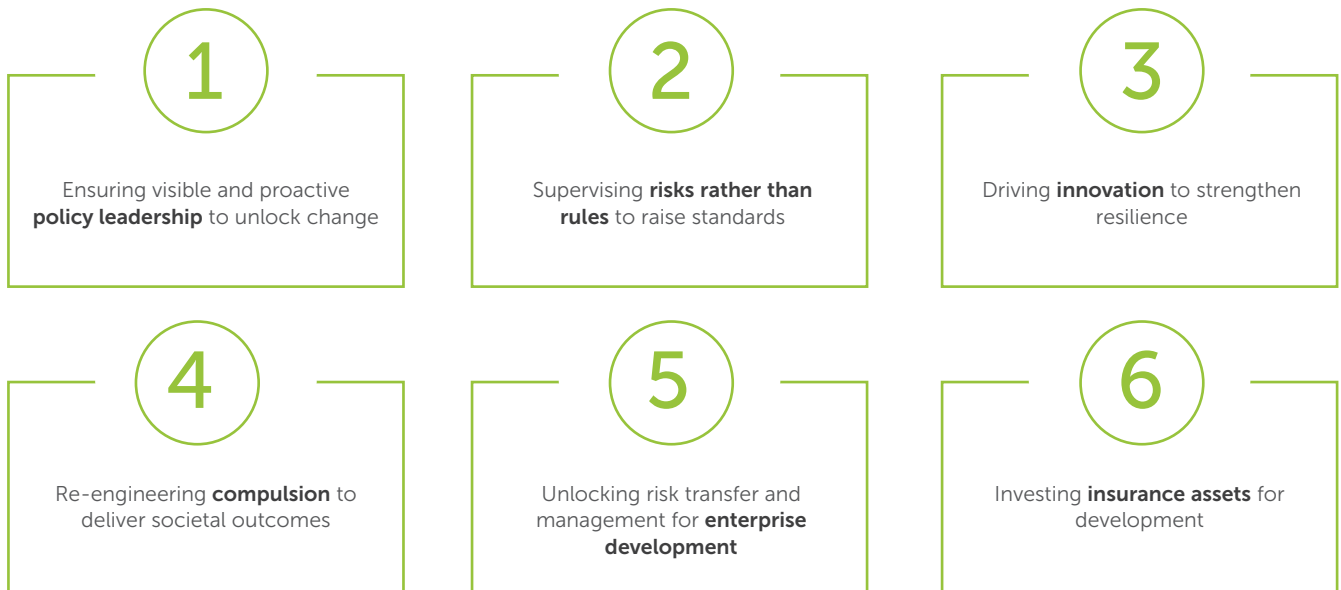 1
Ensuring visible and proactive
policy leadership to unlock change
2
Supervising risks rather than
rules to raise standards
3
Driving innovation to strengthen
resilience
4
Re-engineering compulsion to
deliver societal outcomes
5
Unlocking risk transfer and
management for enterprise
development
6
Investing insurance assets for
development